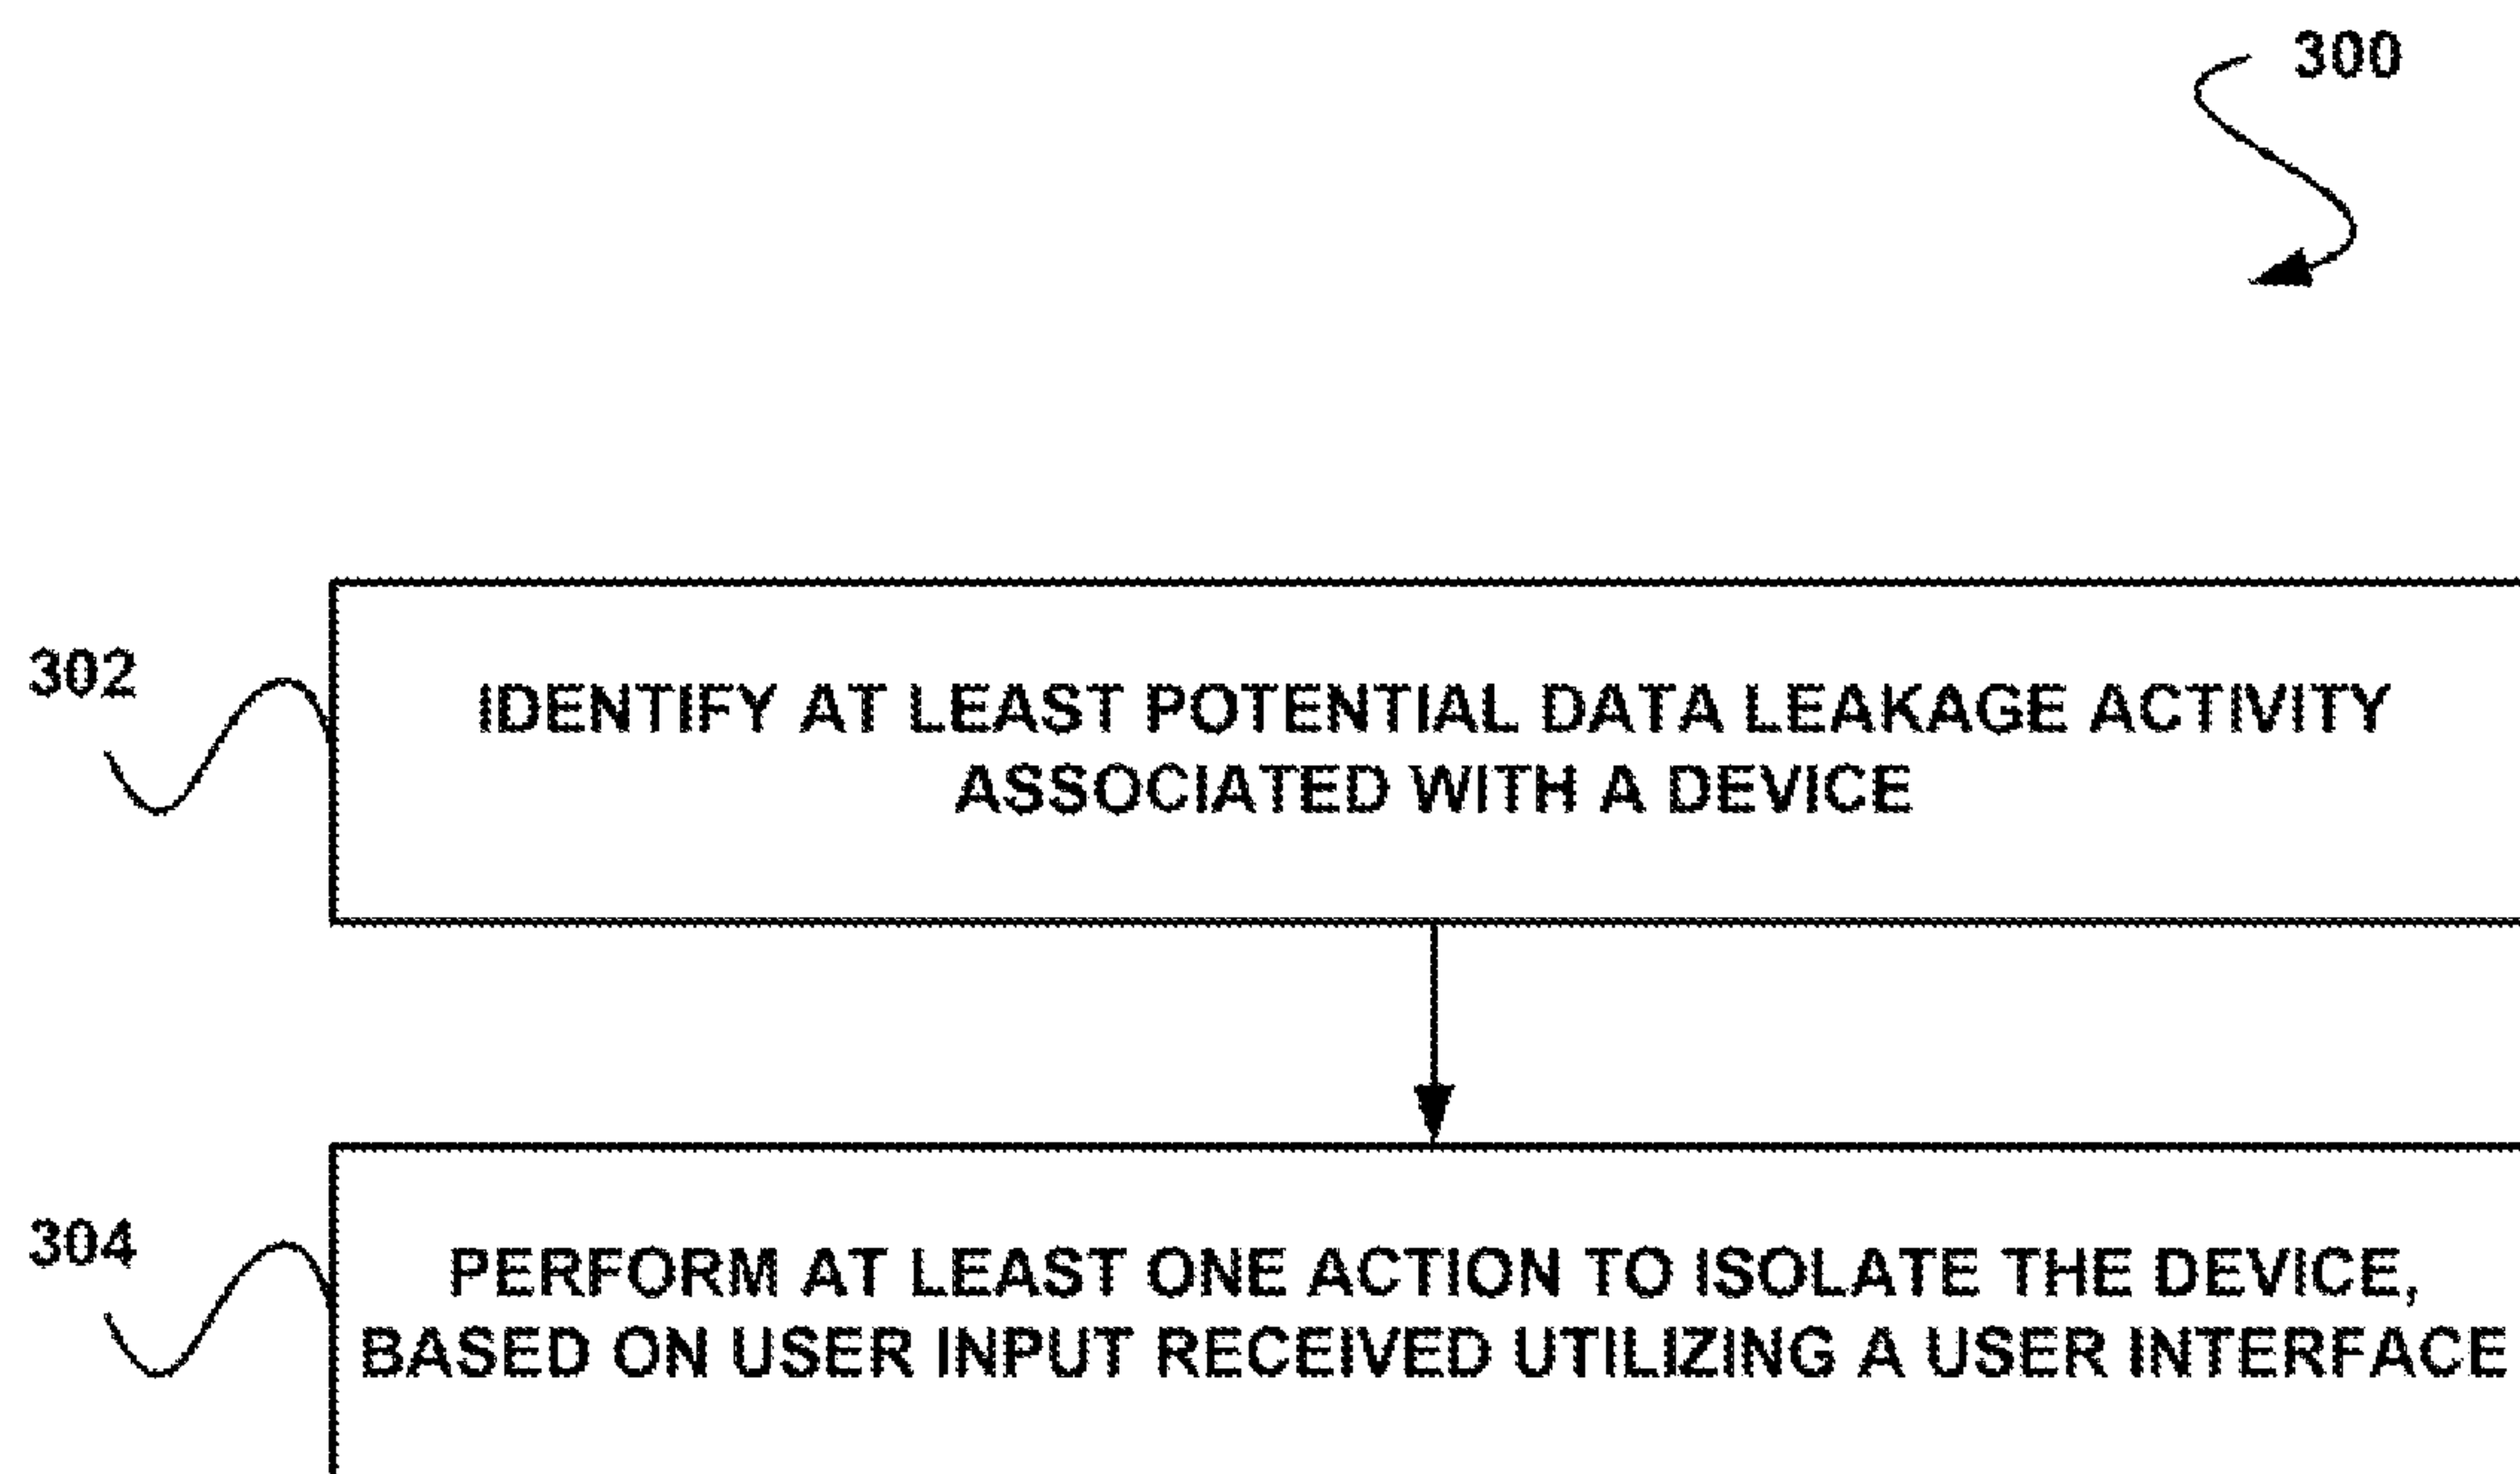 300
302
IDENTIFY AT LEAST POTENTIAL DATA LEAKAGE ACTIVITY
ASSOCIATED WITH A DEVICE
304
PERFORM AT LEAST ONE ACTION TO ISOLATE THE DEVICE,
BASED ON USER INPUT RECEIVED UTILIZING A USER INTERFACE